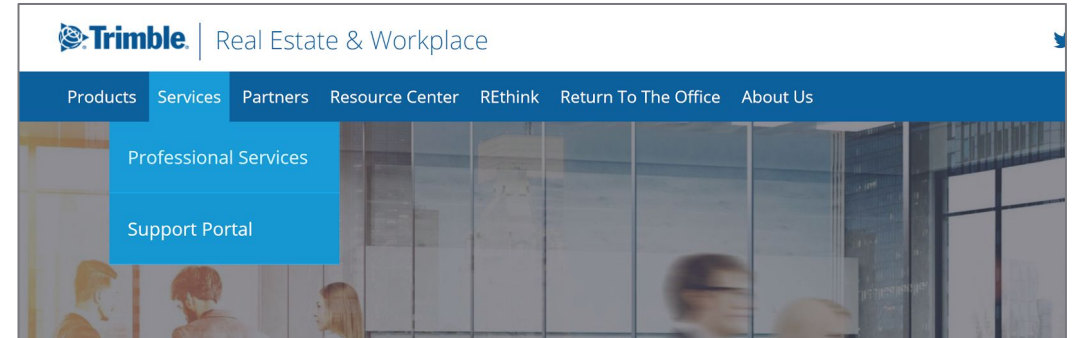 Trimble. Real Estate & Workplace
Products Services Partners Resource Center REthink Return To The Office About Us
Professional Services
Support Portal